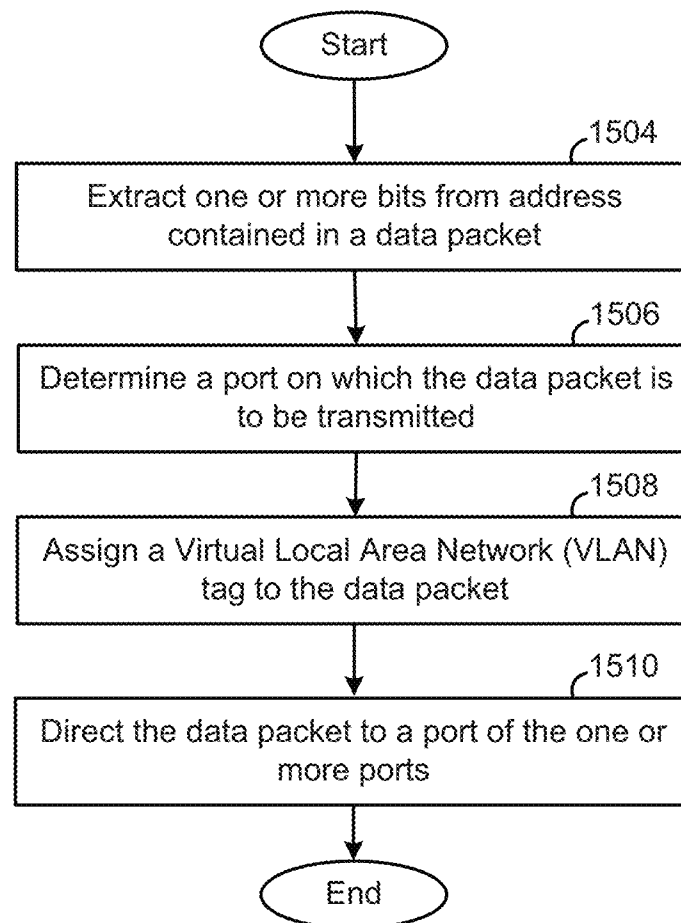 Start
1504
Extract one or more bits from address
contained in a data packet
1506
Determine a port on which the data packet is
to be transmitted
1508
Assign a Virtual Local Area Network (VLAN)
tag to the data packet
1510
Direct the data packet to a port of the one or
more ports
End